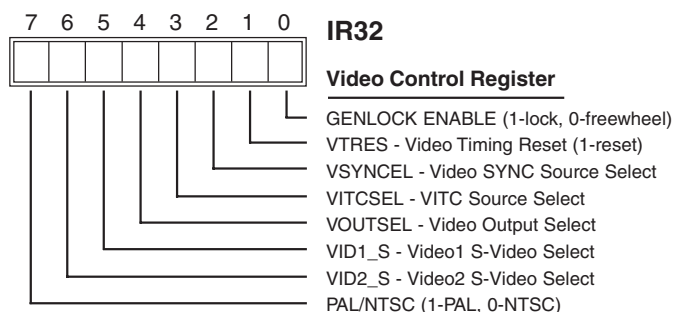 7 6 5 4 3 2 1 0
IR32
Video Control Register
GENLOCK ENABLE (1-lock, 0-freewheel)
VTRES - Video Timing Reset (1-reset)
VSYNCEL - Video SYNC Source Select
VITCSEL - VITC Source Select
VOUTSEL - Video Output Select
VID1_S - Video1 S-Video Select
VID2_S - Video2 S-Video Select
PAL/NTSC (1-PAL, 0-NTSC)